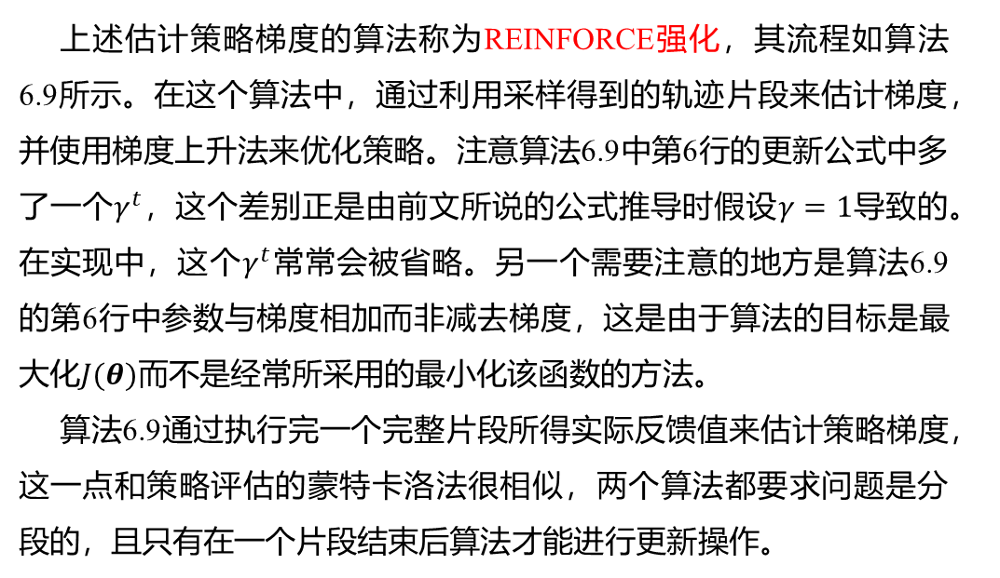 上述估计策略梯度的算法称为REINFORCE强化，其流程如算法
6.9所示。在这个算法中，通过利用采样得到的轨迹片段来估计梯度，
并使用梯度上升法来优化策略。注意算法6.9中第6行的更新公式中多
了一个γᵗ，这个差别正是由前文所说的公式推导时假设γ = 1导致的。
在实现中，这个γᵗ常常会被省略。另一个需要注意的地方是算法6.9
的第6行中参数与梯度相加而非减去梯度，这是由于算法的目标是最
大化J(θ)而不是经常所采用的最小化该函数的方法。
算法6.9通过执行完一个完整片段所得实际反馈值来估计策略梯度，
这一点和策略评估的蒙特卡洛法很相似，两个算法都要求问题是分
段的，且只有在一个片段结束后算法才能进行更新操作。